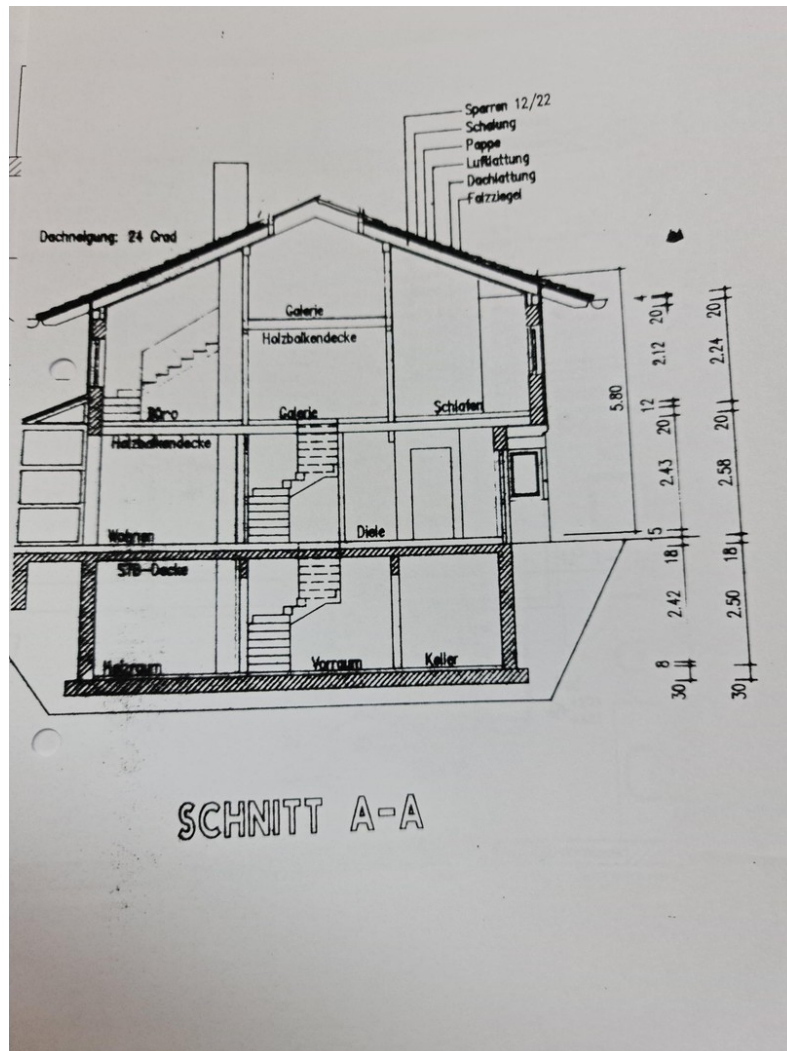 Sparren 12/22
Schalung
Pappe
Luftlattung
Dachlattung
Falzziegel
Dachneigung: 24 Grad
Galerie
Holzbalkendecke
Büro
Galerie
Schlafen
Holzbalkendecke
Wohnen
Diele
STB-Decke
Heizraum
Vorraum
Keller
5.80
4
20
2.12
12
20
2.43
5
18
2.42
8
30
20
2.24
20
2.58
18
2.50
30
SCHNITT A-A